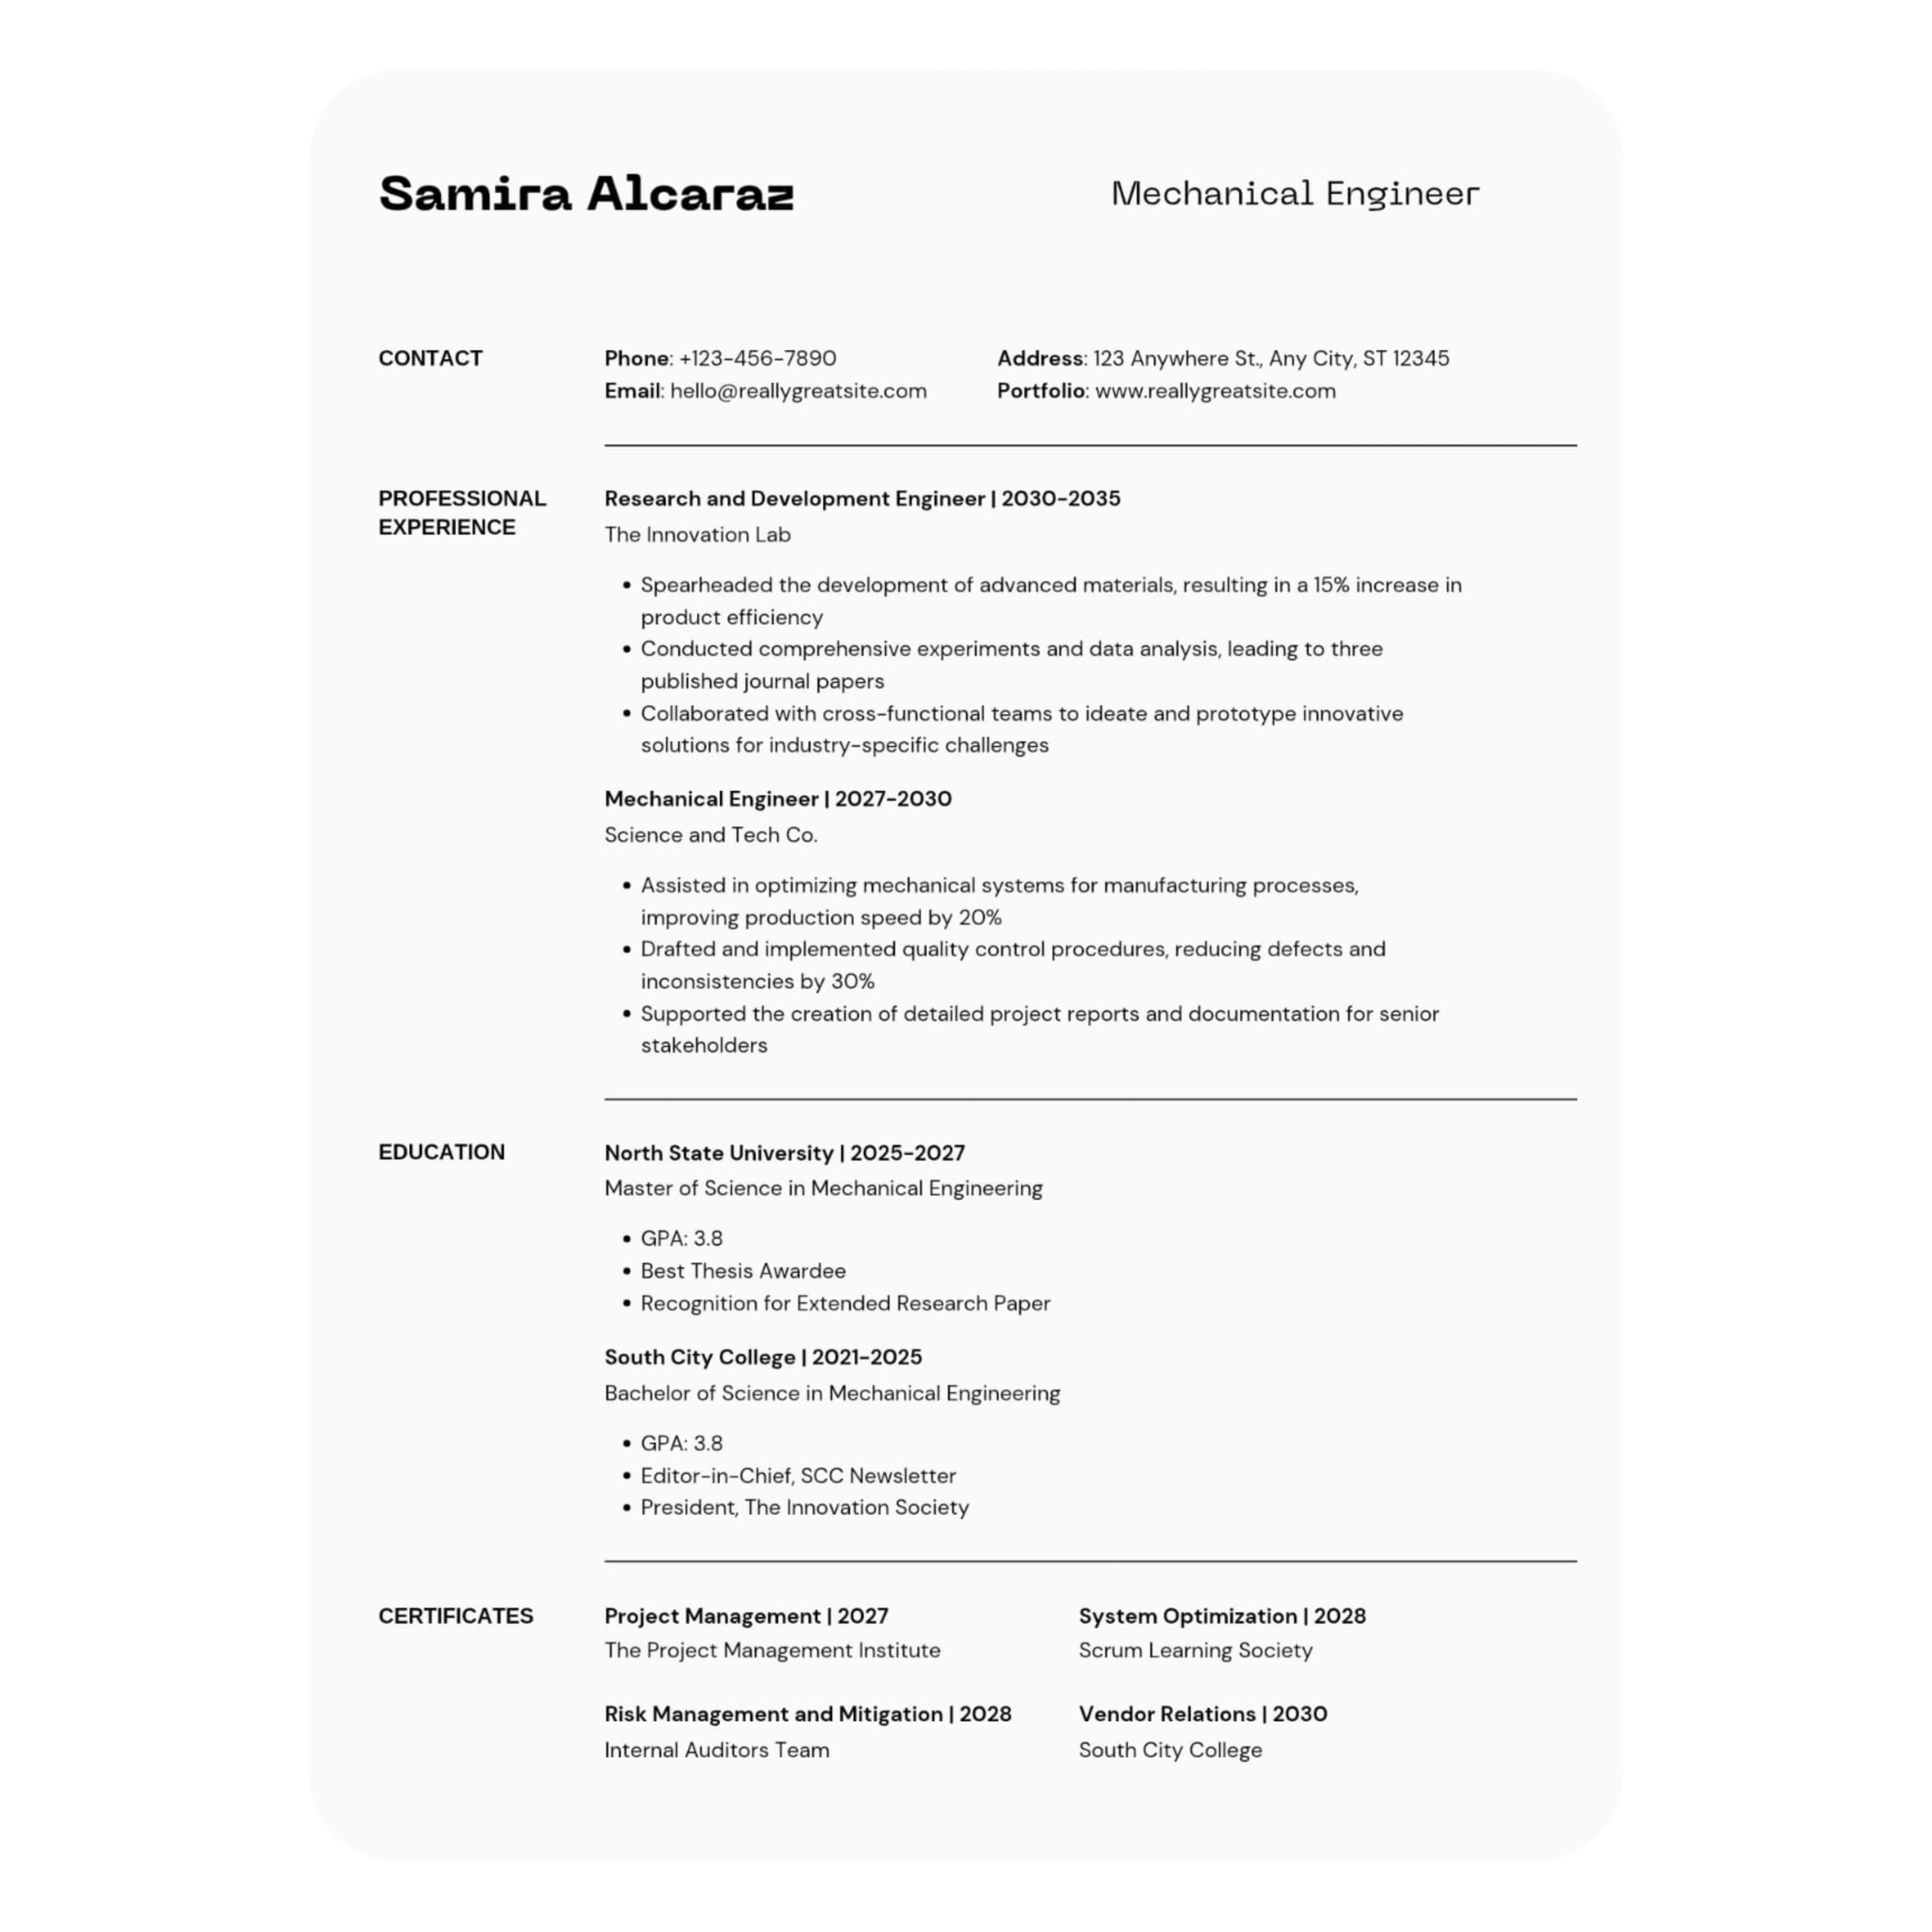 Samira Alcaraz
Mechanical Engineer
CONTACT
Phone: +123-456-7890
Email: hello@reallygreatsite.com
Address: 123 Anywhere St., Any City, ST 12345
Portfolio: www.reallygreatsite.com
PROFESSIONAL
EXPERIENCE
Research and Development Engineer | 2030-2035
The Innovation Lab
• Spearheaded the development of advanced materials, resulting in a 15% increase in
product efficiency
• Conducted comprehensive experiments and data analysis, leading to three
published journal papers
• Collaborated with cross-functional teams to ideate and prototype innovative
solutions for industry-specific challenges
Mechanical Engineer | 2027-2030
Science and Tech Co.
• Assisted in optimizing mechanical systems for manufacturing processes,
improving production speed by 20%
• Drafted and implemented quality control procedures, reducing defects and
inconsistencies by 30%
• Supported the creation of detailed project reports and documentation for senior
stakeholders
EDUCATION
North State University | 2025-2027
Master of Science in Mechanical Engineering
• GPA: 3.8
• Best Thesis Awardee
• Recognition for Extended Research Paper
South City College | 2021-2025
Bachelor of Science in Mechanical Engineering
• GPA: 3.8
• Editor-in-Chief, SCC Newsletter
• President, The Innovation Society
CERTIFICATES
Project Management | 2027
The Project Management Institute
System Optimization | 2028
Scrum Learning Society
Risk Management and Mitigation | 2028
Internal Auditors Team
Vendor Relations | 2030
South City College